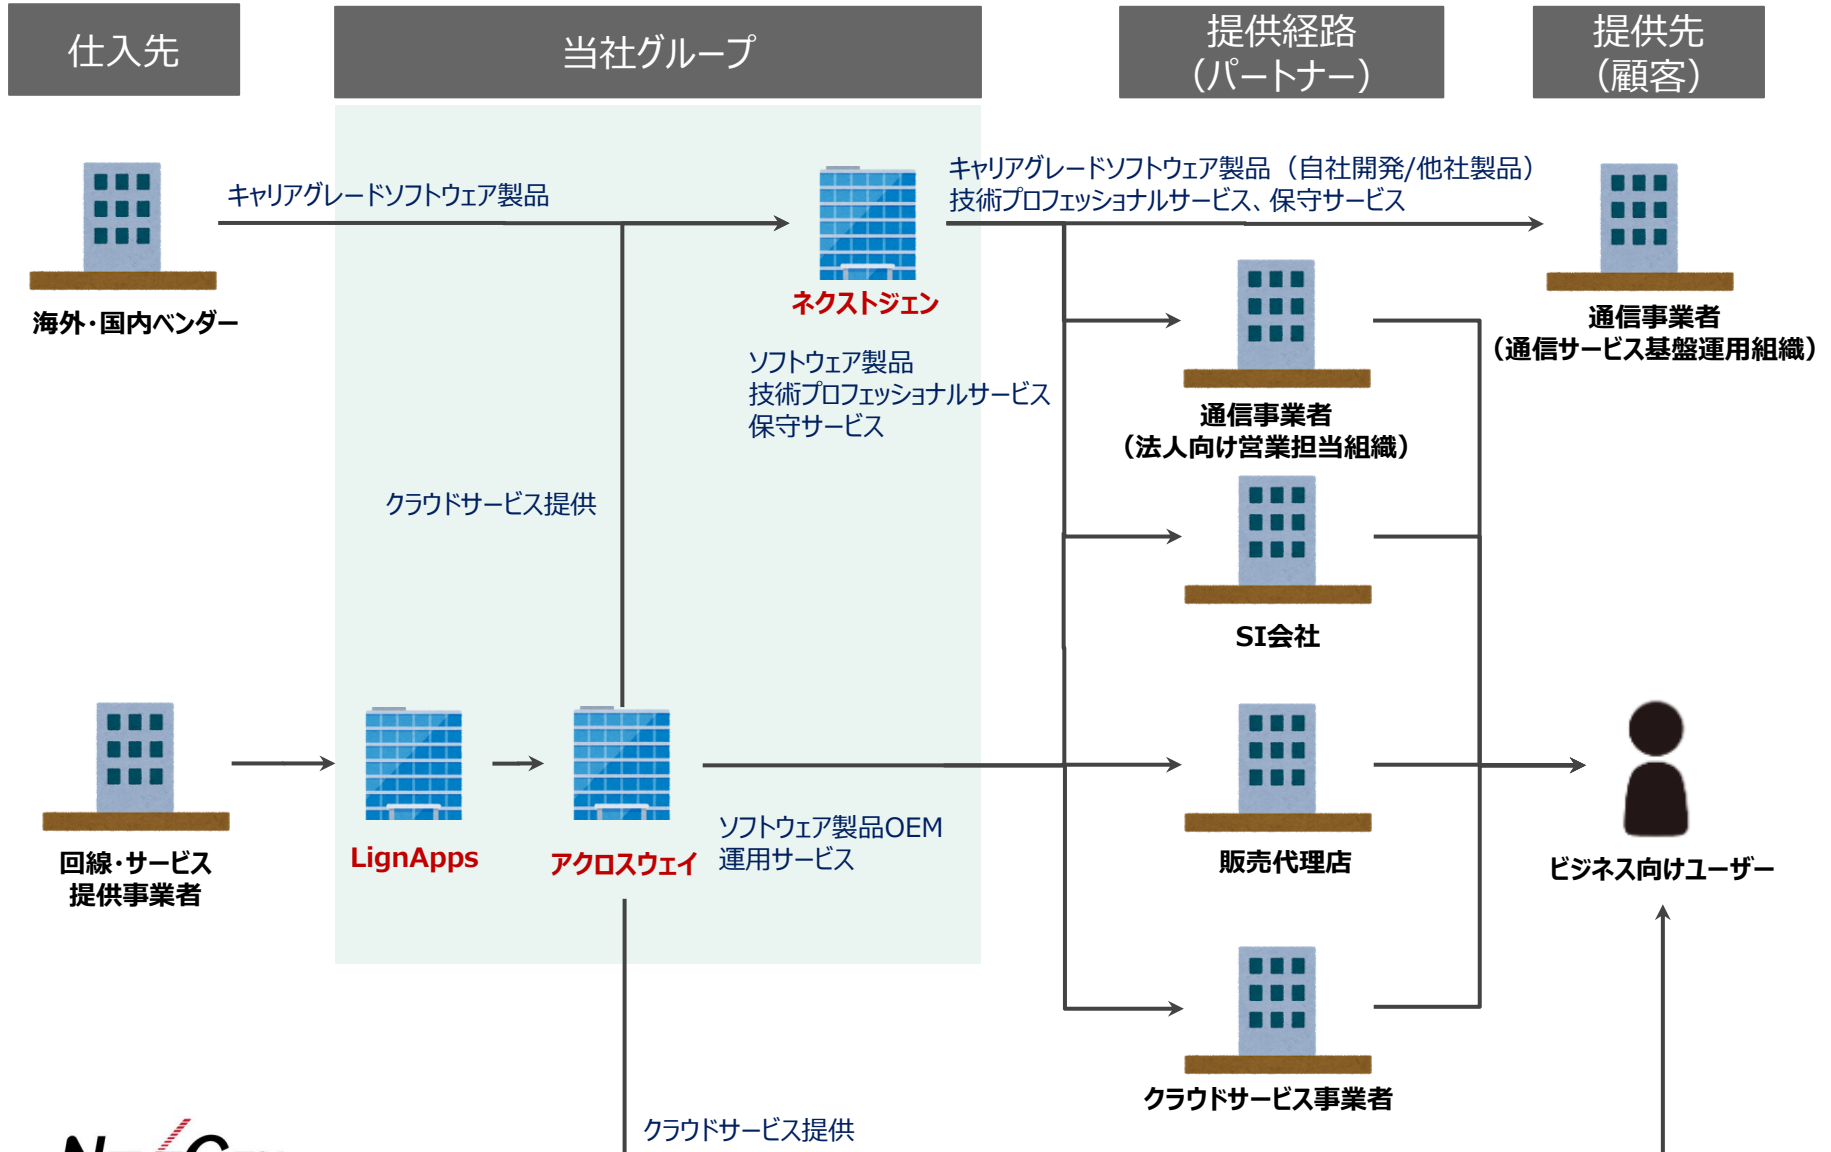 仕入先
当社グループ
提供経路
（パートナー）
提供先
（顧客）
キャリアグレードソフトウェア製品
キャリアグレードソフトウェア製品（自社開発/他社製品）
技術プロフェッショナルサービス、保守サービス
海外・国内ベンダー
ネクストジェン
ソフトウェア製品
技術プロフェッショナルサービス
保守サービス
通信事業者
（通信サービス基盤運用組織）
通信事業者
（法人向け営業担当組織）
クラウドサービス提供
SI会社
回線・サービス
提供事業者
LignApps
アクロスウェイ
ソフトウェア製品OEM
運用サービス
販売代理店
ビジネス向けユーザー
クラウドサービス事業者
クラウドサービス提供